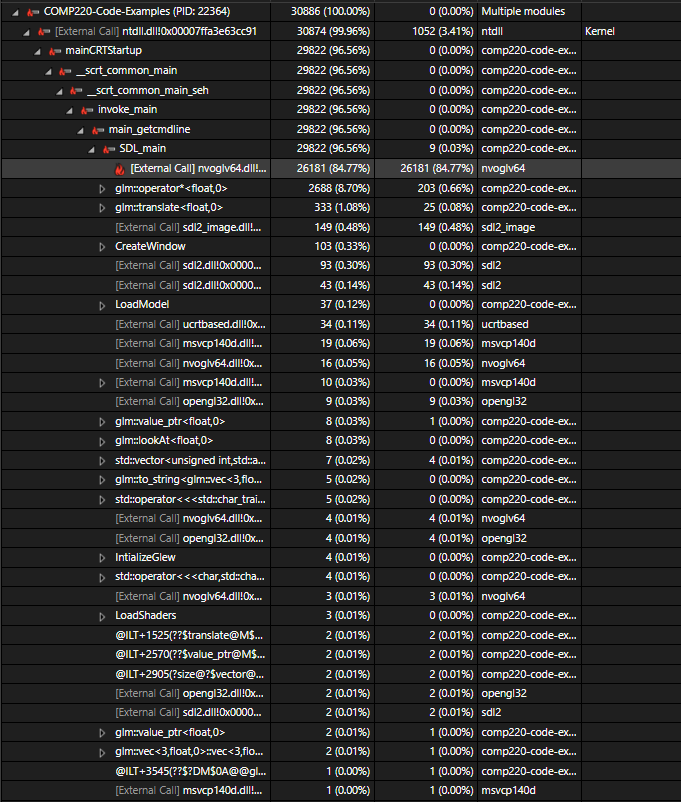 COMP220-Code-Examples (PID: 22364) 30886 (100.00%) 0 (0.00%) Multiple modules
[External Call] ntdll.dll!0x00007ffa3e63cc91 30874 (99.96%) 1052 (3.41%) ntdll Kernel
mainCRTStartup 29822 (96.56%) 0 (0.00%) comp220-code-ex...
__scrt_common_main 29822 (96.56%) 0 (0.00%) comp220-code-ex...
__scrt_common_main_seh 29822 (96.56%) 0 (0.00%) comp220-code-ex...
invoke_main 29822 (96.56%) 0 (0.00%) comp220-code-ex...
main_getcmdline 29822 (96.56%) 0 (0.00%) comp220-code-ex...
SDL_main 29822 (96.56%) 9 (0.03%) comp220-code-ex...
[External Call] nvoglv64.dll!... 26181 (84.77%) 26181 (84.77%) nvoglv64
glm::operator*<float,0> 2688 (8.70%) 203 (0.66%) comp220-code-ex...
glm::translate<float,0> 333 (1.08%) 25 (0.08%) comp220-code-ex...
[External Call] sdl2_image.dll!... 149 (0.48%) 149 (0.48%) sdl2_image
CreateWindow 103 (0.33%) 0 (0.00%) comp220-code-ex...
[External Call] sdl2.dll!0x0000... 93 (0.30%) 93 (0.30%) sdl2
[External Call] sdl2.dll!0x0000... 43 (0.14%) 43 (0.14%) sdl2
LoadModel 37 (0.12%) 0 (0.00%) comp220-code-ex...
[External Call] ucrtbased.dll!0x... 34 (0.11%) 34 (0.11%) ucrtbased
[External Call] msvcp140d.dll!0... 19 (0.06%) 19 (0.06%) msvcp140d
[External Call] nvoglv64.dll!0x... 16 (0.05%) 16 (0.05%) nvoglv64
[External Call] msvcp140d.dll!0... 10 (0.03%) 0 (0.00%) msvcp140d
[External Call] opengl32.dll!0x... 9 (0.03%) 9 (0.03%) opengl32
glm::value_ptr<float,0> 8 (0.03%) 1 (0.00%) comp220-code-ex...
glm::lookAt<float,0> 8 (0.03%) 0 (0.00%) comp220-code-ex...
std::vector<unsigned int,std::a... 7 (0.02%) 4 (0.01%) comp220-code-ex...
glm::to_string<glm::vec<3,flo... 5 (0.02%) 0 (0.00%) comp220-code-ex...
std::operator<<<std::char_trai... 5 (0.02%) 0 (0.00%) comp220-code-ex...
[External Call] nvoglv64.dll!0x... 4 (0.01%) 4 (0.01%) nvoglv64
[External Call] opengl32.dll!0x... 4 (0.01%) 4 (0.01%) opengl32
IntializeGlew 4 (0.01%) 0 (0.00%) comp220-code-ex...
std::operator<<<char,std::cha... 4 (0.01%) 0 (0.00%) comp220-code-ex...
[External Call] nvoglv64.dll!0x... 3 (0.01%) 3 (0.01%) nvoglv64
LoadShaders 3 (0.01%) 0 (0.00%) comp220-code-ex...
@ILT+1525(??$translate@M$... 2 (0.01%) 2 (0.01%) comp220-code-ex...
@ILT+2570(??$value_ptr@M$... 2 (0.01%) 2 (0.01%) comp220-code-ex...
@ILT+2905(?size@?$vector@... 2 (0.01%) 2 (0.01%) comp220-code-ex...
[External Call] opengl32.dll!0x... 2 (0.01%) 2 (0.01%) opengl32
[External Call] sdl2.dll!0x0000... 2 (0.01%) 2 (0.01%) sdl2
glm::value_ptr<float,0> 2 (0.01%) 1 (0.00%) comp220-code-ex...
glm::vec<3,float,0>::vec<3,flo... 2 (0.01%) 1 (0.00%) comp220-code-ex...
@ILT+3545(??$?DM$0A@@gl... 1 (0.00%) 1 (0.00%) comp220-code-ex...
[External Call] msvcp140d.dll!0... 1 (0.00%) 1 (0.00%) msvcp140d